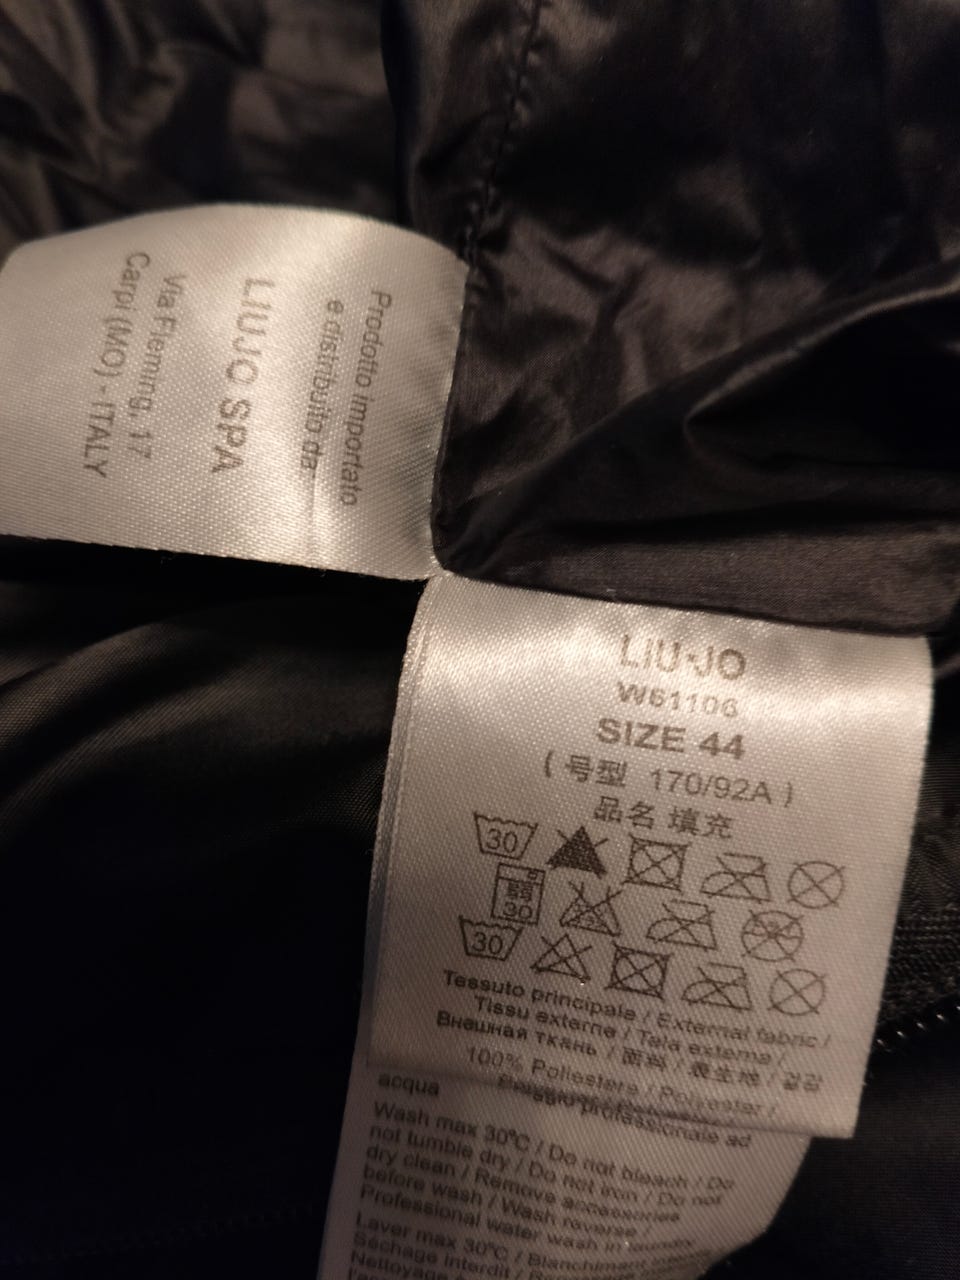 Prodotto importato
e distribuito da:
LIUJO SPA
Via Fleming, 17
Carpi (MO) - ITALY
LIU·JO
W61106
SIZE 44
(号型 170/92A)
品名 填充
30
30
30
Tessuto principale / External fabric /
Tissu externe / Tela externa /
Внешная ткань / 面料 / 表生地 / 겉감
100% Poliestere / Polyester /
acqua
professionale ad
Wash max 30°C / Do not bleach / Do
not tumble dry / Do not iron / Do not
dry clean / Remove accessories
before wash / Wash reverse
Professional water wash in laundry
Laver max 30°C / Blanchiment
Séchage interdit /
Nettoyage